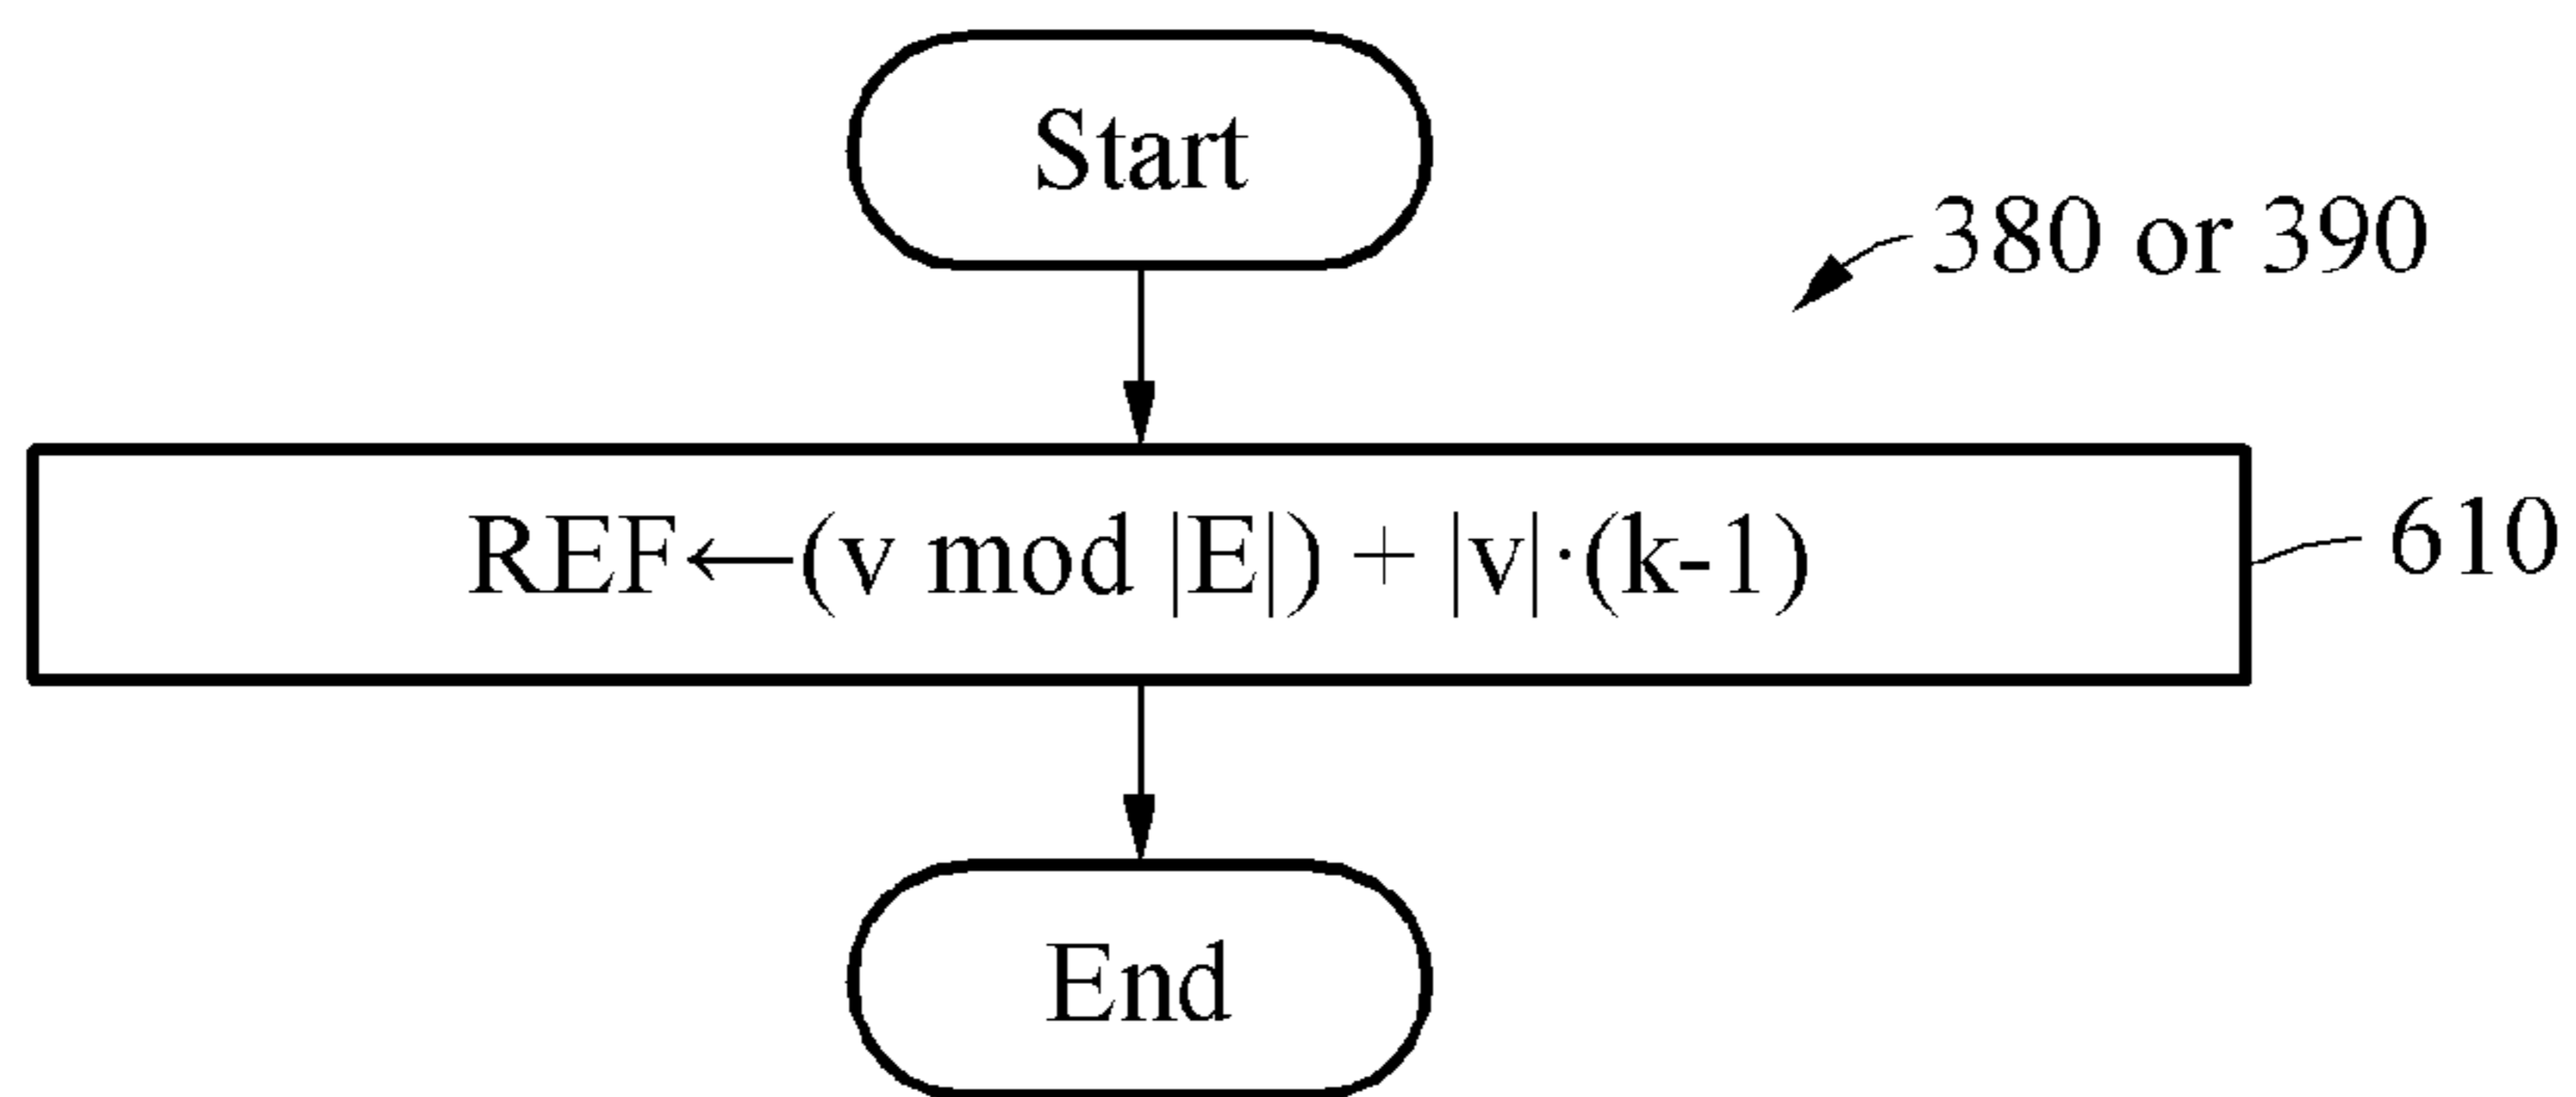 Start
380 or 390
REF←(v mod |E|) + |v|·(k-1)
610
End